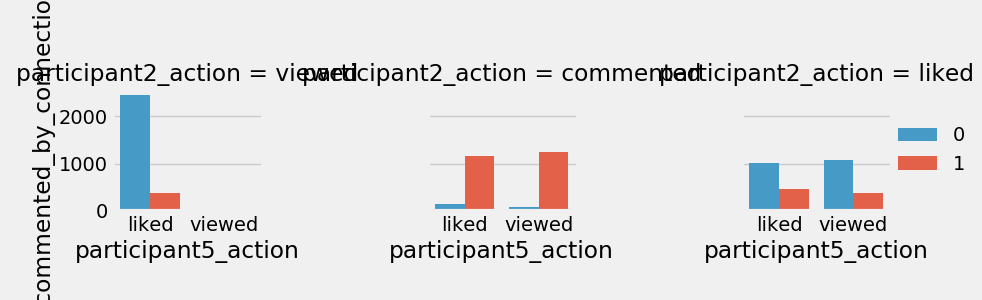 participant2_action = viewed
participant2_action = commented
participant2_action = liked
commented_by_connectio
2000
1000
0
liked viewed
liked viewed
liked viewed
participant5_action
participant5_action
participant5_action
0
1